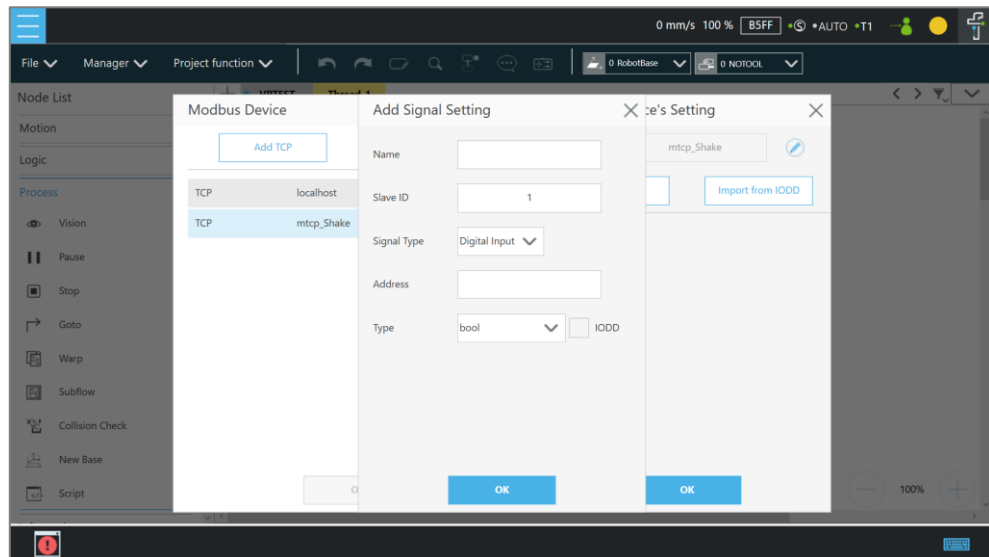 0 mm/s 100 % B5FF •Ⓢ •AUTO •T1
File Manager Project function 0 RobotBase 0 NOTOOL
Node List
Motion
Logic
Process
Vision
Pause
Stop
Goto
Warp
Subflow
Collision Check
New Base
Script
Modbus Device
Add TCP
TCP localhost
TCP mtcp_Shake
Add Signal Setting
Name
Slave ID 1
Signal Type Digital Input
Address
Type bool IODD
OK
ce's Setting
mtcp_Shake
Import from IODD
OK
100%